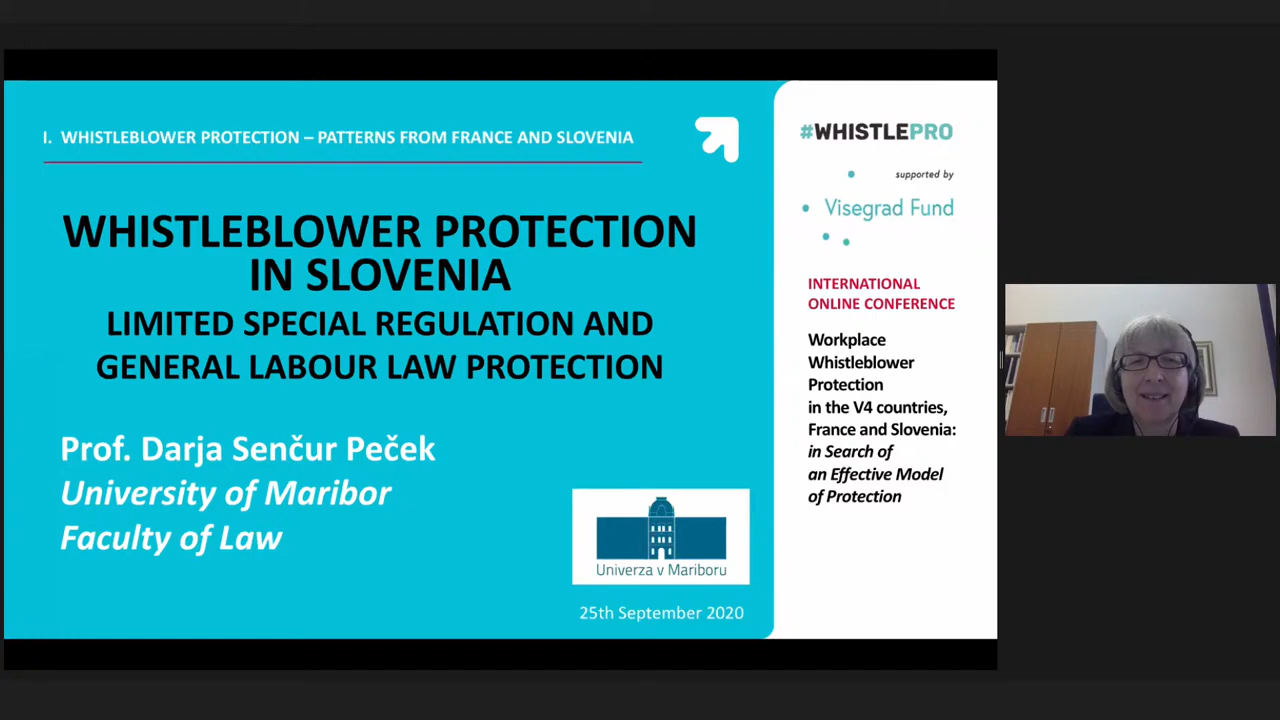 I. WHISTLEBLOWER PROTECTION – PATTERNS FROM FRANCE AND SLOVENIA
WHISTLEBLOWER PROTECTION
IN SLOVENIA
LIMITED SPECIAL REGULATION AND
GENERAL LABOUR LAW PROTECTION
Prof. Darja Senčur Peček
University of Maribor
Faculty of Law
Univerza v Mariboru
25th September 2020
#WHISTLEPRO
supported by
Visegrad Fund
INTERNATIONAL
ONLINE CONFERENCE
Workplace
Whistleblower
Protection
in the V4 countries,
France and Slovenia:
in Search of
an Effective Model
of Protection